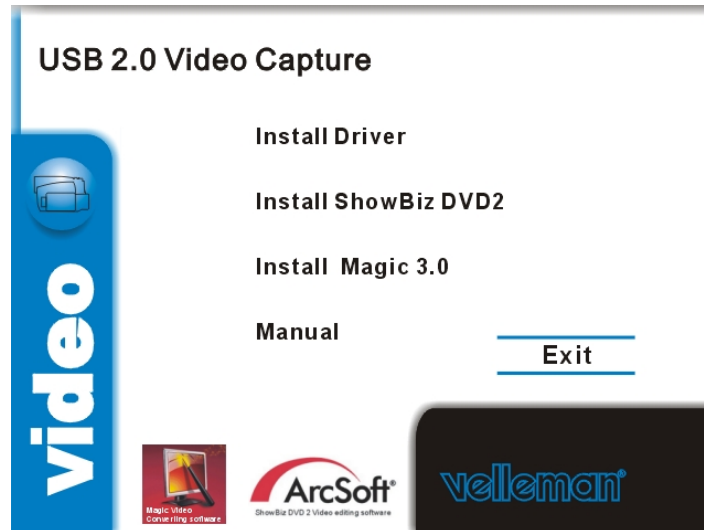 USB 2.0 Video Capture
Install Driver
Install ShowBiz DVD2
Install Magic 3.0
Manual
Exit
video
Magic Video
Converting software
ArcSoft®
ShowBiz DVD 2 Video editing software
velleman®